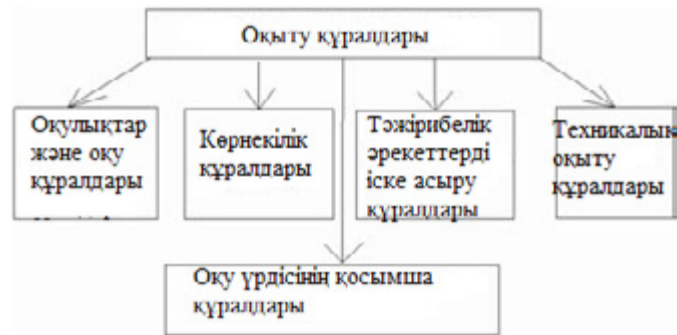 Оқыту құралдары
Оқулықтар
және оқу
құралдары
Көрнекілік
құралдары
Тәжірибелік
әрекеттерді
іске асыру
құралдары
Техникалық
оқыту
құралдары
Оқу үрдісінің қосымша
құралдары